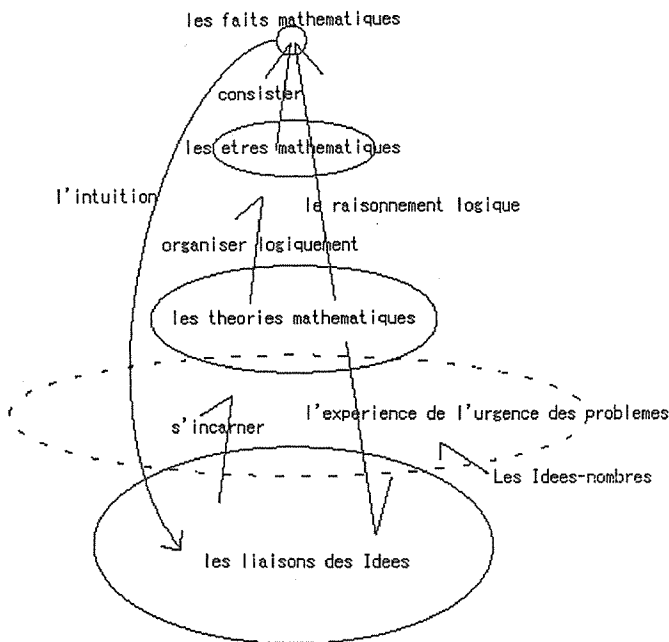 les faits mathematiques
consister
les etres mathematiques
l'intuition
le raisonnement logique
organiser logiquement
les theories mathematiques
l'experience de l'urgence des problemes
s'incarner
Les Idees-nombres
les liaisons des Idees